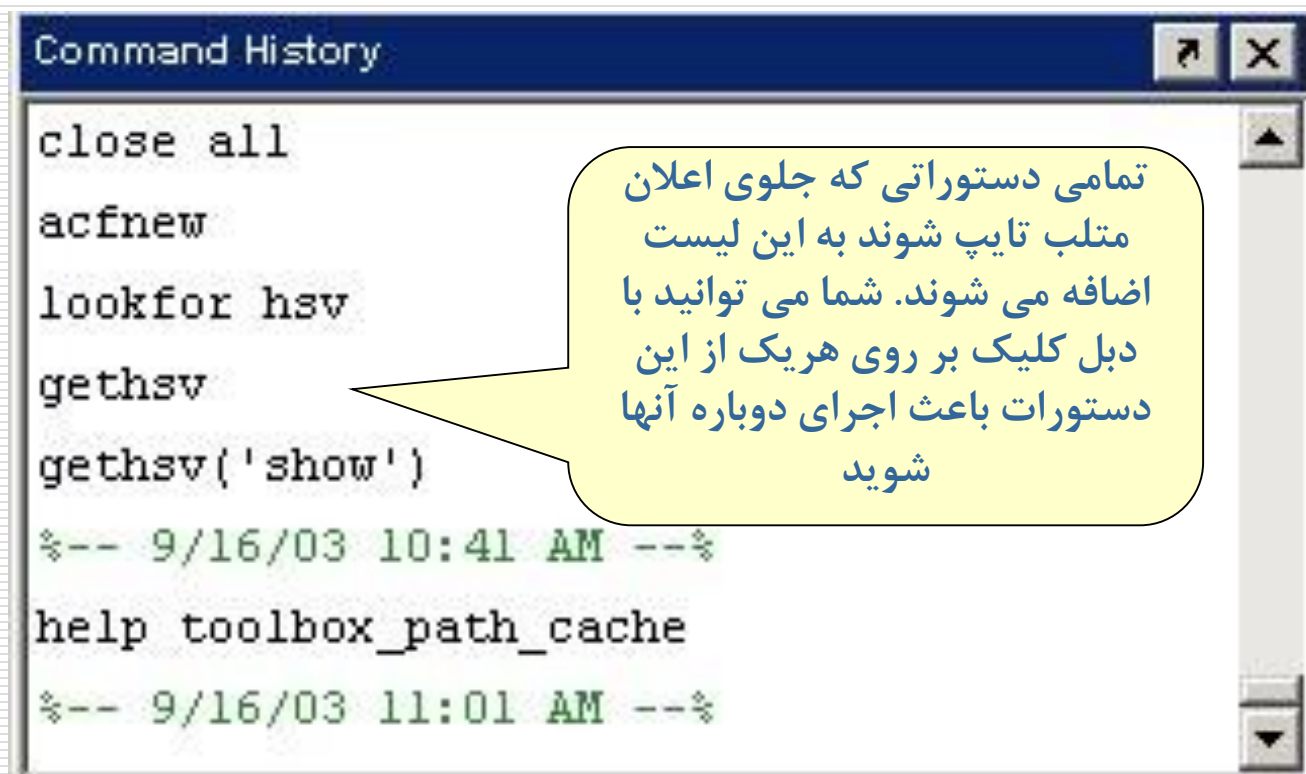 Command History
close all
acfnew
lookfor hsv
gethsv
gethsv('show')
%-- 9/16/03 10:41 AM --%
help toolbox_path_cache
%-- 9/16/03 11:01 AM --%
تمامی دستوراتی که جلوی اعلان
متلب تایپ شوند به این لیست
اضافه می شوند. شما می توانید با
دبل کلیک بر روی هریک از این
دستورات باعث اجرای دوباره آنها
شوید